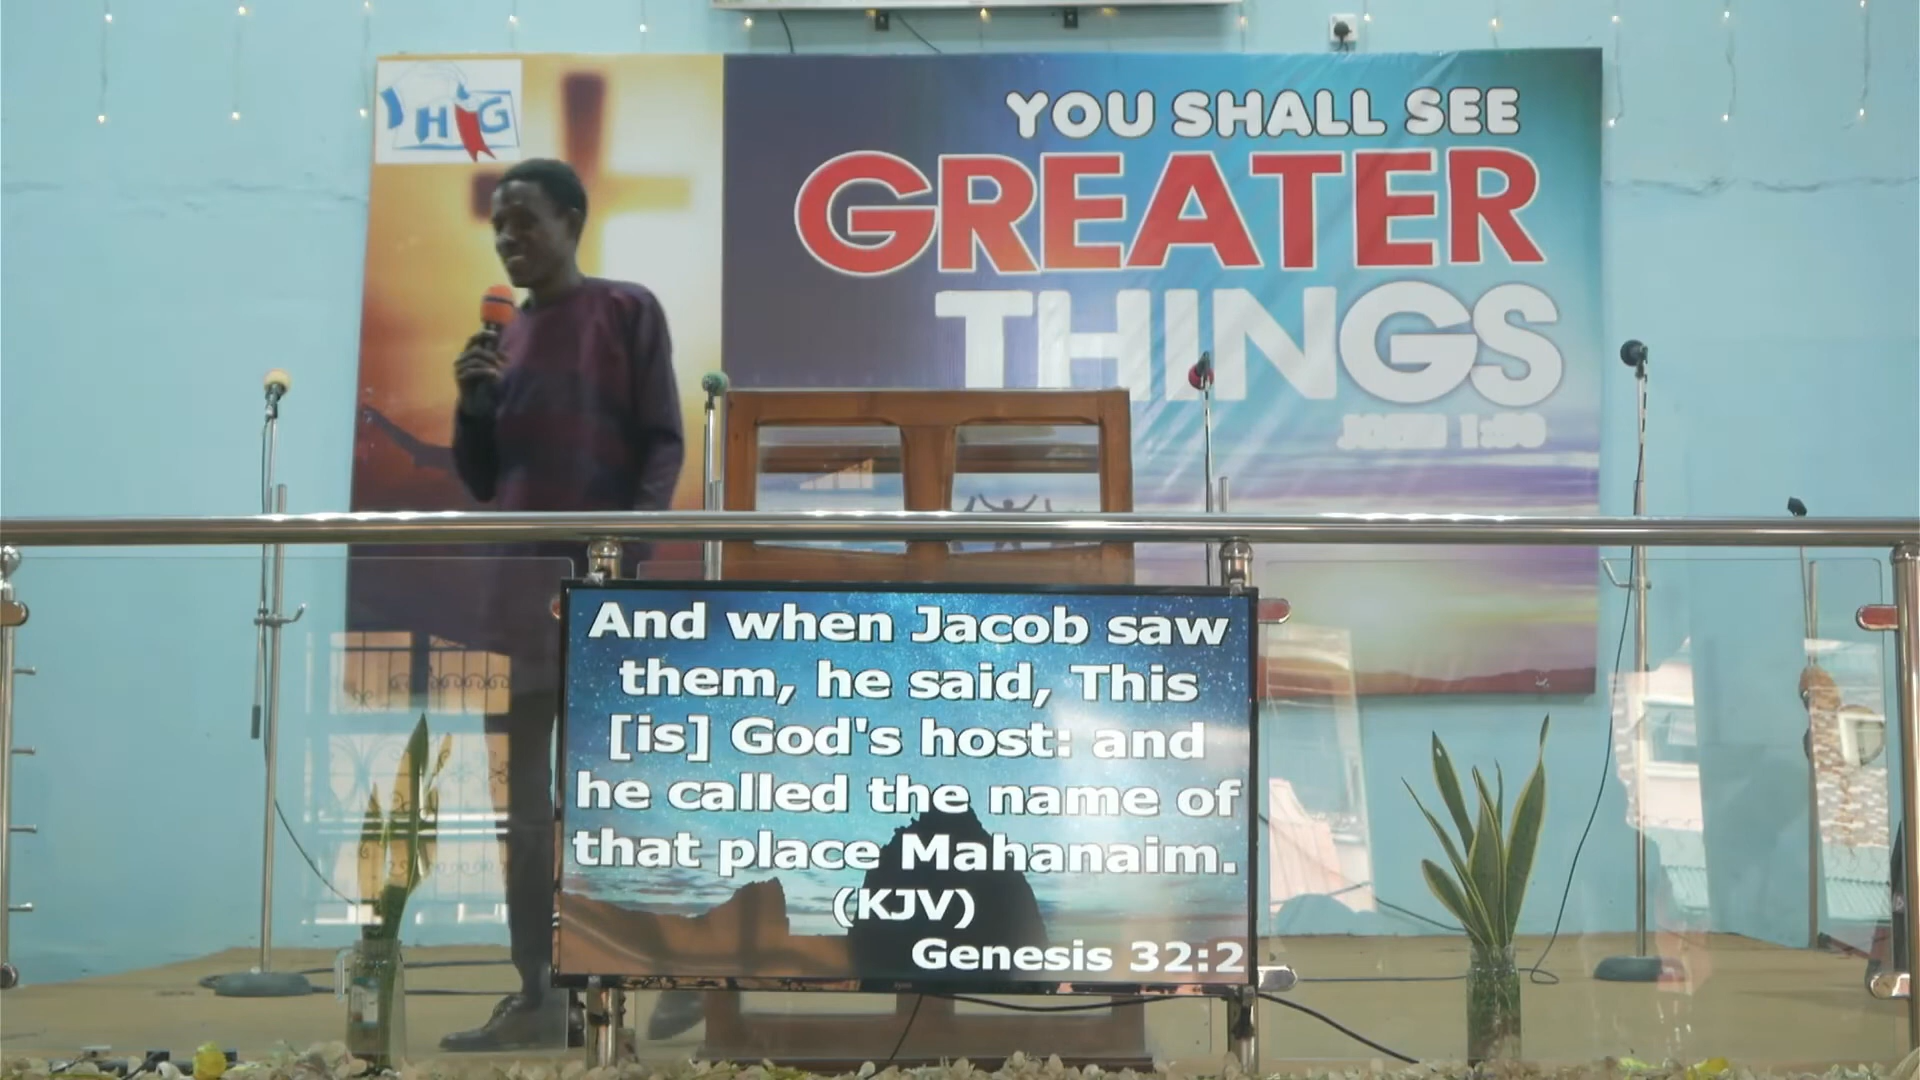 HG
YOU SHALL SEE
GREATER
THINGS
And when Jacob saw
them, he said, This
[is] God's host: and
he called the name of
that place Mahanaim.
(KJV)
Genesis 32:2